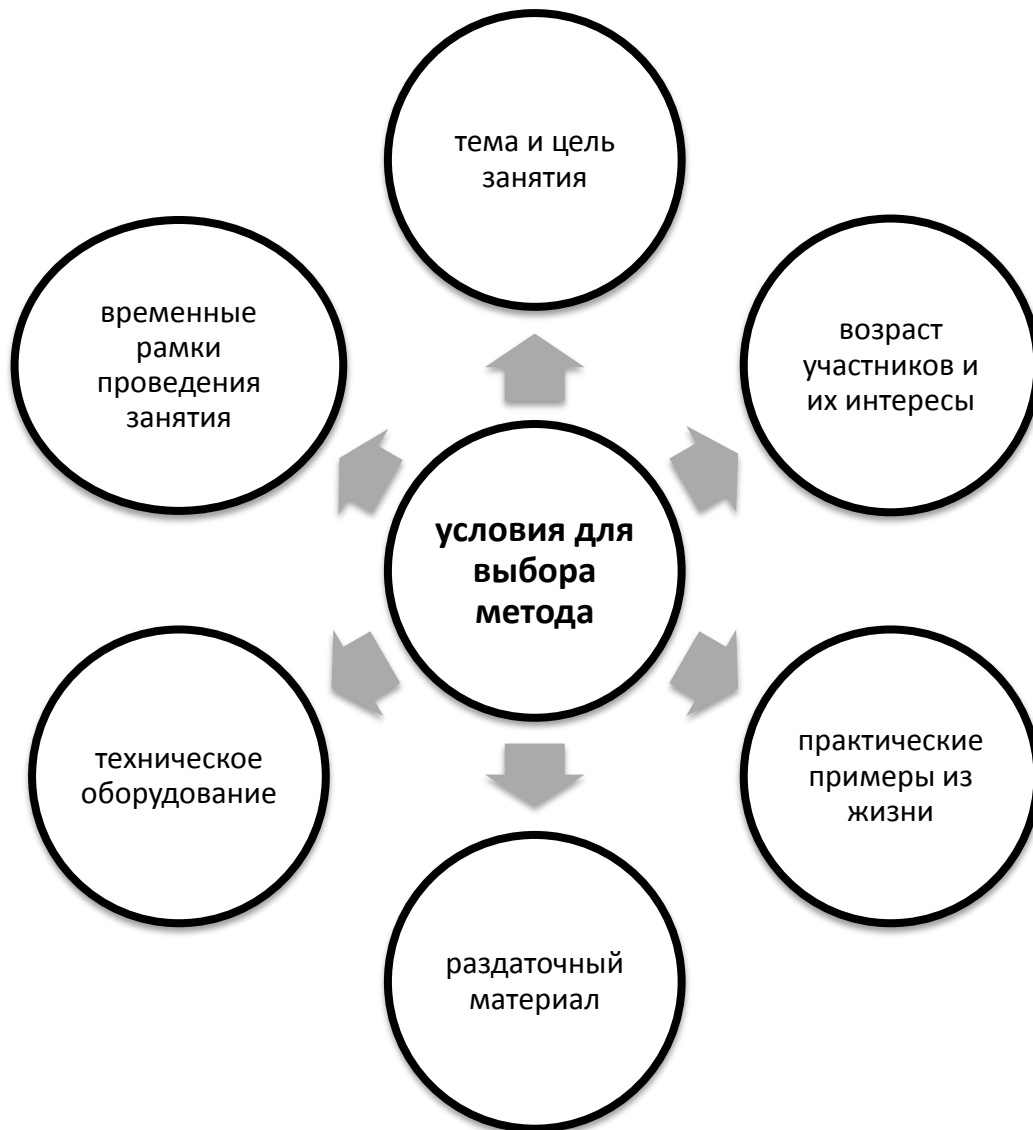 тема и цель
занятия
возраст
участников и
их интересы
практические
примеры из
жизни
раздаточный
материал
техническое
оборудование
временные
рамки
проведения
занятия
условия для
выбора
метода